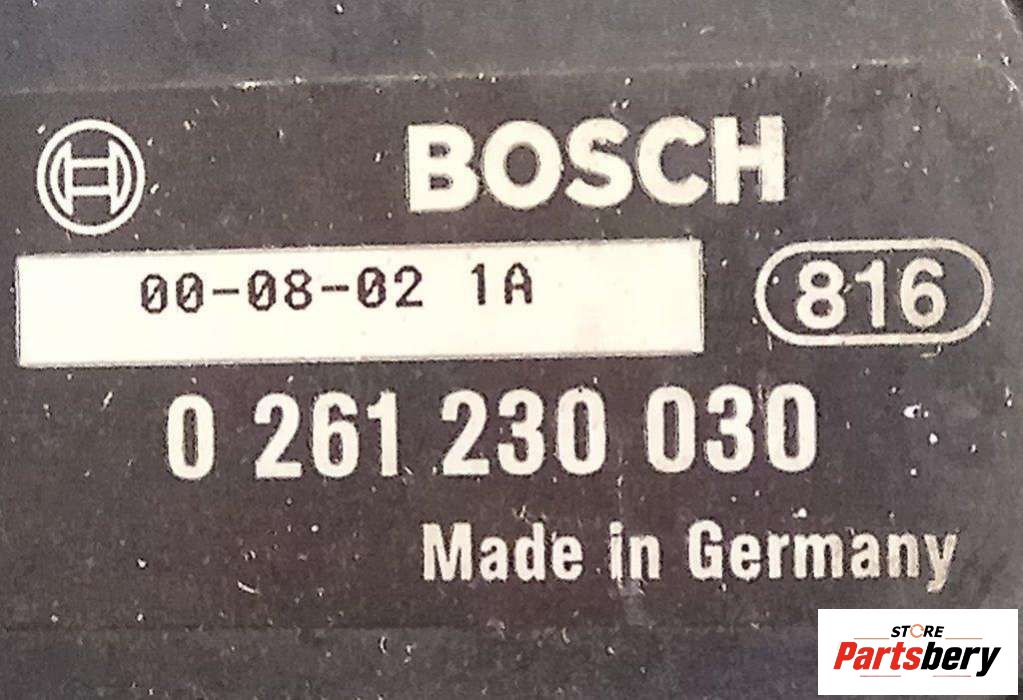 BOSCH
00-08-02 1A
816
0 261 230 030
Made in Germany
STORE
Partsbery